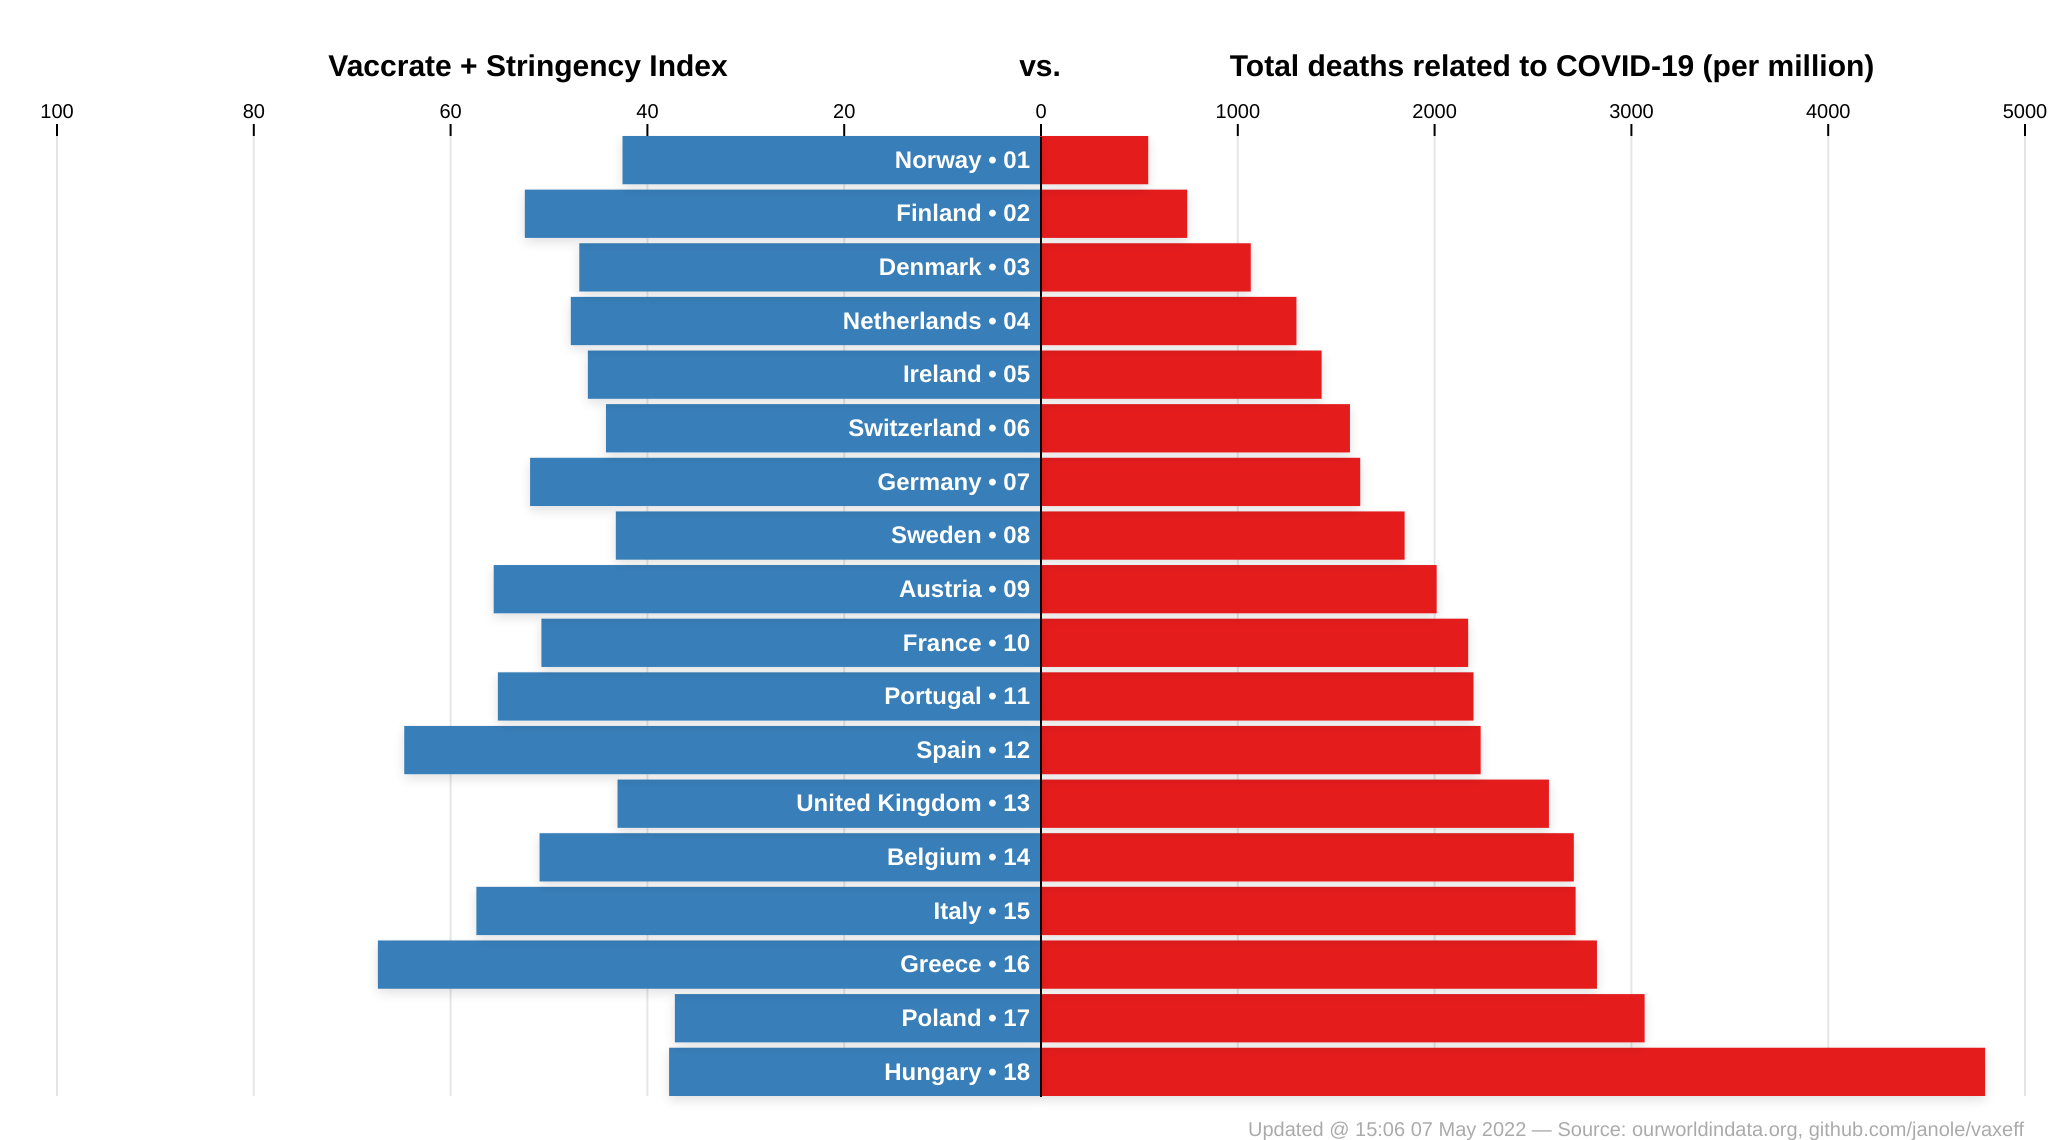 Vaccrate + Stringency Index vs. Total deaths related to COVID-19 (per million)
100 80 60 40 20 0 1000 2000 3000 4000 5000
Norway • 01
Finland • 02
Denmark • 03
Netherlands • 04
Ireland • 05
Switzerland • 06
Germany • 07
Sweden • 08
Austria • 09
France • 10
Portugal • 11
Spain • 12
United Kingdom • 13
Belgium • 14
Italy • 15
Greece • 16
Poland • 17
Hungary • 18
Updated @ 15:06 07 May 2022 — Source: ourworldindata.org, github.com/janole/vaxeff